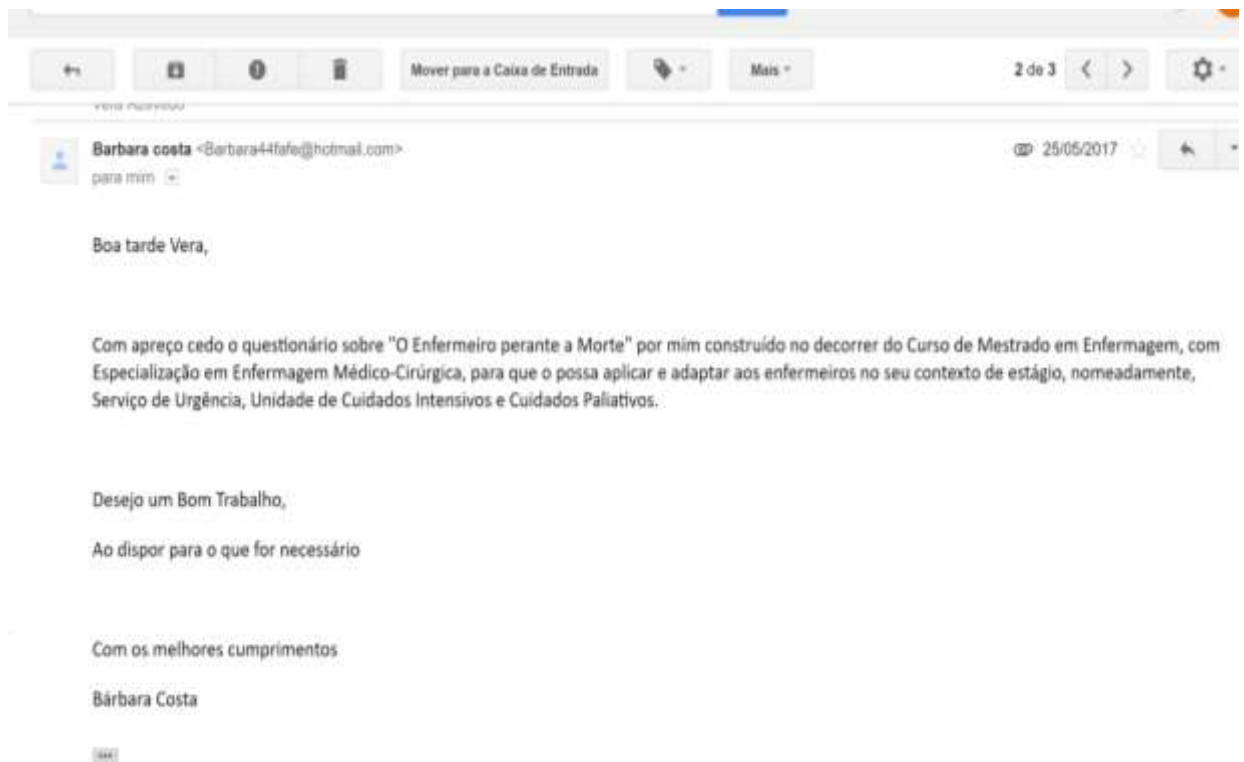 Mover para a Caixa de Entrada
Mais
2 de 3
Vera Azevedo
Barbara costa <Barbara44fafe@hotmail.com>
25/05/2017
para mim
Boa tarde Vera,
Com apreço cedo o questionário sobre "O Enfermeiro perante a Morte" por mim construído no decorrer do Curso de Mestrado em Enfermagem, com
Especialização em Enfermagem Médico-Cirúrgica, para que o possa aplicar e adaptar aos enfermeiros no seu contexto de estágio, nomeadamente,
Serviço de Urgência, Unidade de Cuidados Intensivos e Cuidados Paliativos.
Desejo um Bom Trabalho,
Ao dispor para o que for necessário
Com os melhores cumprimentos
Bárbara Costa